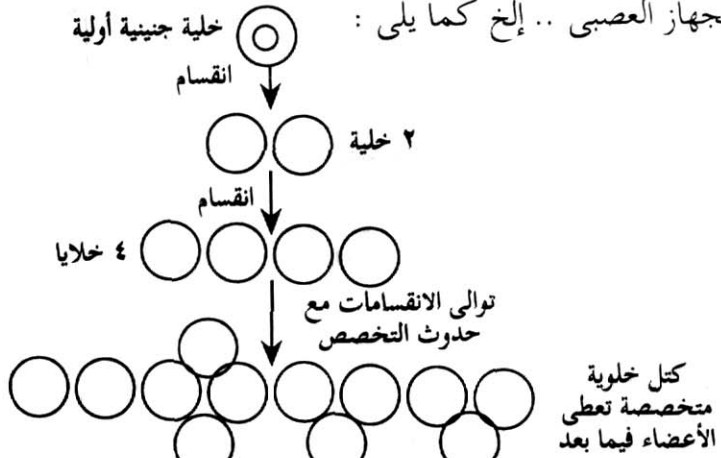 لجهاز العصبى .. إلخ كما يلى :
خلية جنينية أولية
انقسام
٢ خلية
انقسام
٤ خلايا
توالى الانقسامات مع
حدوث التخصص
كتل خلوية
متخصصة تعطى
الأعضاء فيما بعد